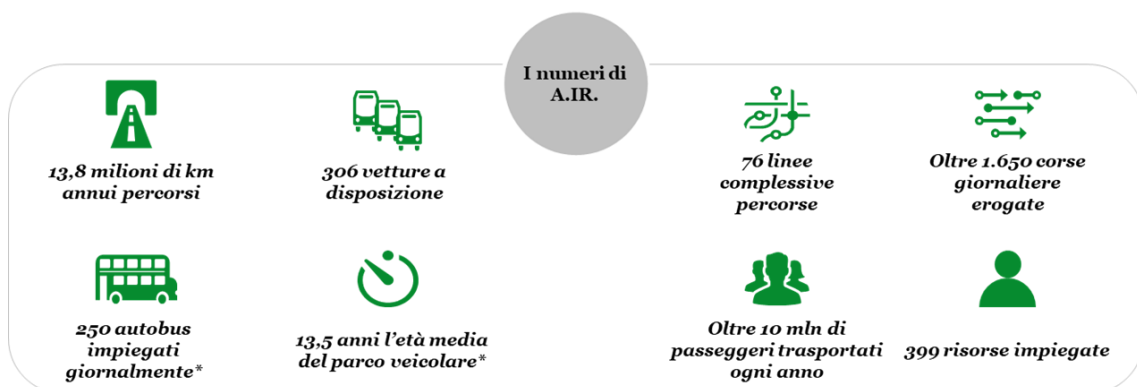 I numeri di
A.IR.
13,8 milioni di km
annui percorsi
306 vetture a
disposizione
76 linee
complessive
percorse
Oltre 1.650 corse
giornaliere
erogate
250 autobus
impiegati
giornalmente*
13,5 anni l'età media
del parco veicolare*
Oltre 10 mln di
passeggeri trasportati
ogni anno
399 risorse impiegate